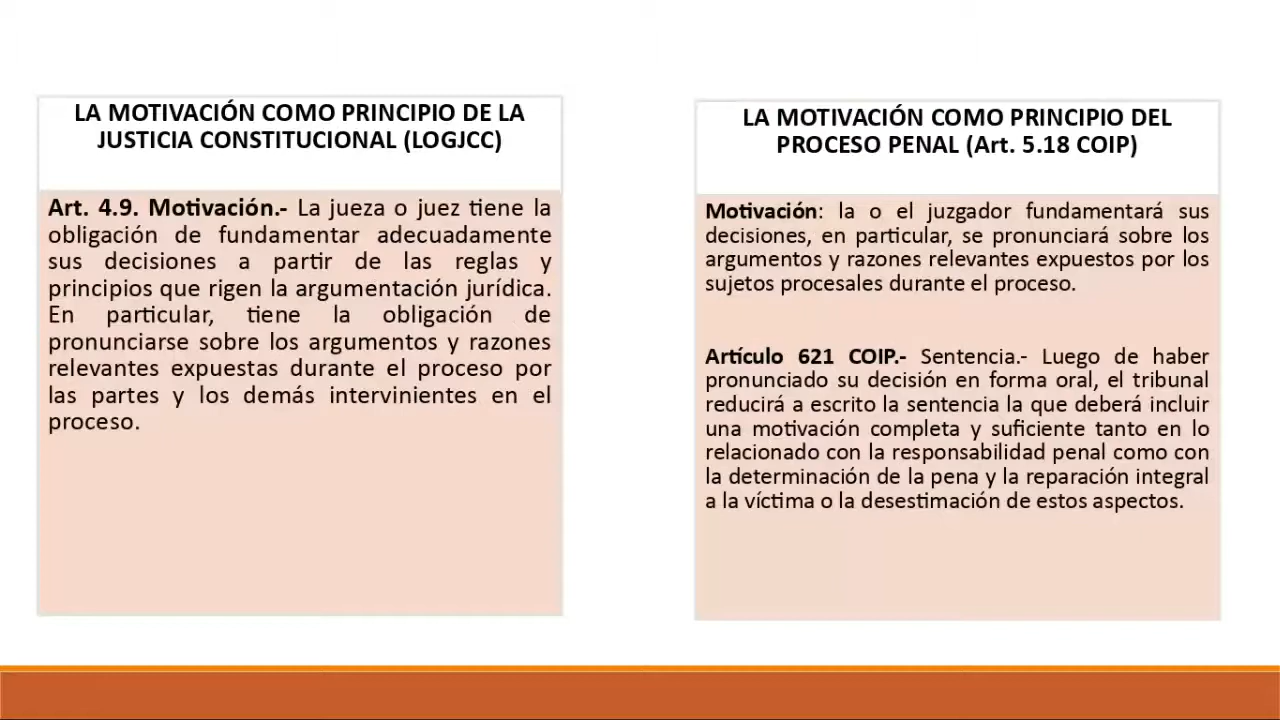 LA MOTIVACIÓN COMO PRINCIPIO DE LA
JUSTICIA CONSTITUCIONAL (LOGJCC)
Art. 4.9. Motivación.- La jueza o juez tiene la
obligación de fundamentar adecuadamente
sus decisiones a partir de las reglas y
principios que rigen la argumentación jurídica.
En particular, tiene la obligación de
pronunciarse sobre los argumentos y razones
relevantes expuestas durante el proceso por
las partes y los demás intervinientes en el
proceso.
LA MOTIVACIÓN COMO PRINCIPIO DEL
PROCESO PENAL (Art. 5.18 COIP)
Motivación: la o el juzgador fundamentará sus
decisiones, en particular, se pronunciará sobre los
argumentos y razones relevantes expuestos por los
sujetos procesales durante el proceso.
Artículo 621 COIP.- Sentencia.- Luego de haber
pronunciado su decisión en forma oral, el tribunal
reducirá a escrito la sentencia la que deberá incluir
una motivación completa y suficiente tanto en lo
relacionado con la responsabilidad penal como con
la determinación de la pena y la reparación integral
a la víctima o la desestimación de estos aspectos.